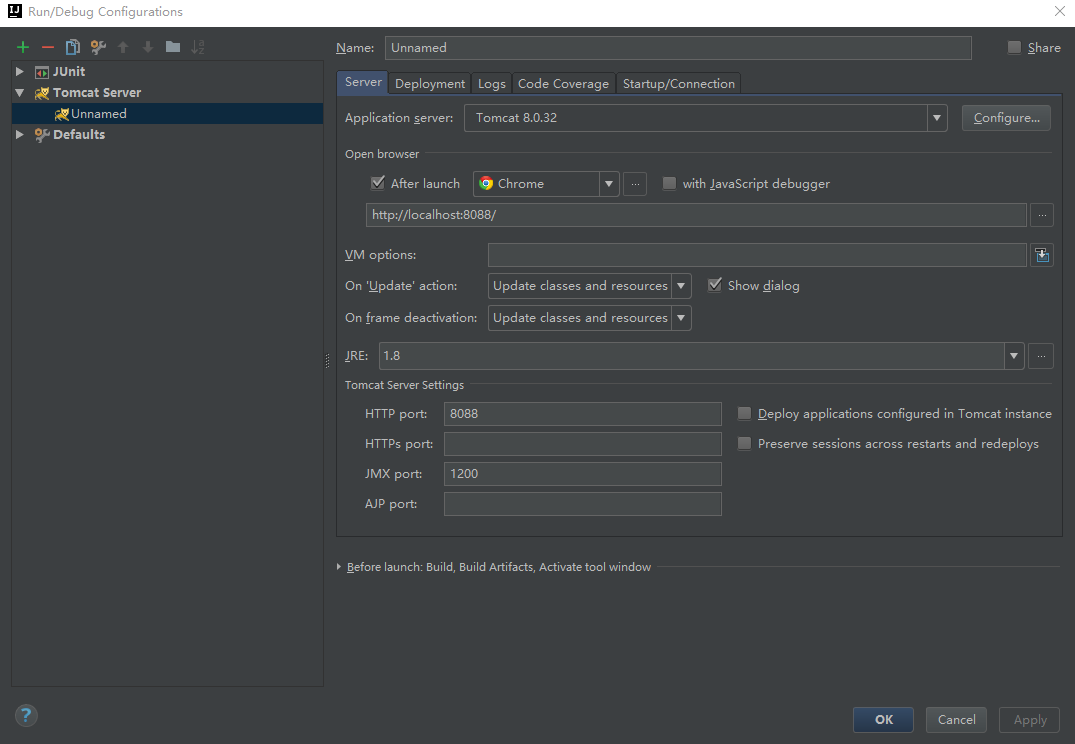 Run/Debug Configurations
Name: Unnamed Share
JUnit
Tomcat Server
Unnamed
Defaults
Server Deployment Logs Code Coverage Startup/Connection
Application server: Tomcat 8.0.32 Configure...
Open browser
After launch Chrome ... with JavaScript debugger
http://localhost:8088/ ...
VM options:
On 'Update' action: Update classes and resources Show dialog
On frame deactivation: Update classes and resources
JRE: 1.8 ...
Tomcat Server Settings
HTTP port: 8088 Deploy applications configured in Tomcat instance
HTTPs port: Preserve sessions across restarts and redeploys
JMX port: 1200
AJP port:
Before launch: Build, Build Artifacts, Activate tool window
? OK Cancel Apply